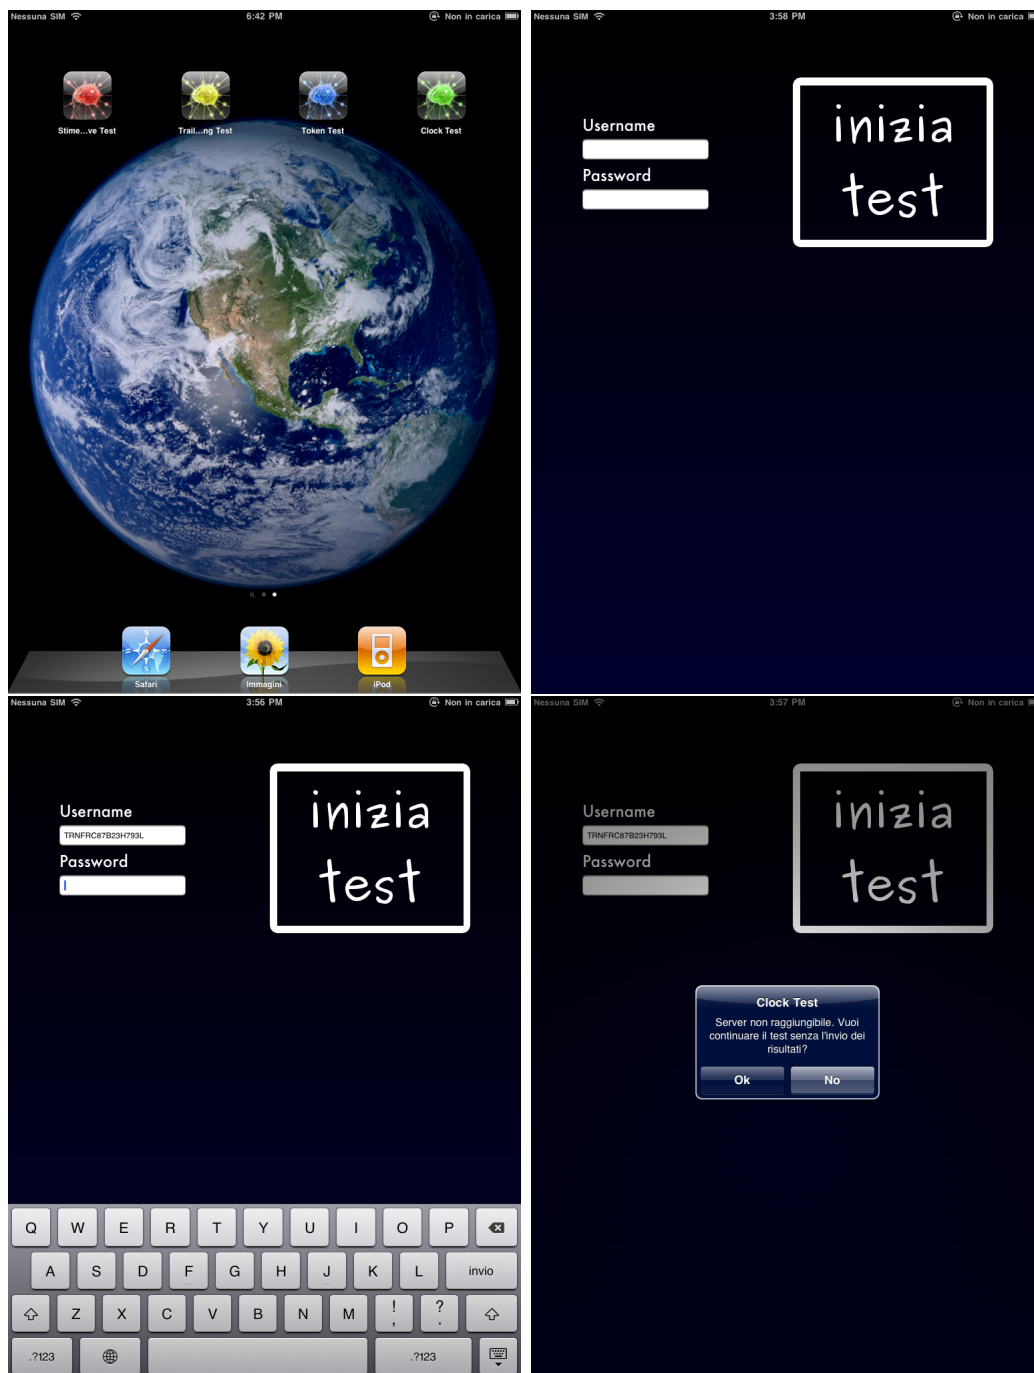 Nessuna SIM 6:42 PM Non in carica
Stime...ve Test Trail...ng Test Token Test Clock Test
Safari Immagini iPod
Nessuna SIM 3:58 PM Non in carica
Username
Password
inizia
test
Nessuna SIM 3:56 PM Non in carica
Username
TRNFRC87B23H793L
Password
inizia
test
Q W E R T Y U I O P
A S D F G H J K L invio
Z X C V B N M ! , ? .
.?123 .?123
Nessuna SIM 3:57 PM Non in carica
Username
TRNFRC87B23H793L
Password
inizia
test
Clock Test
Server non raggiungibile. Vuoi
continuare il test senza l'invio dei
risultati?
Ok No